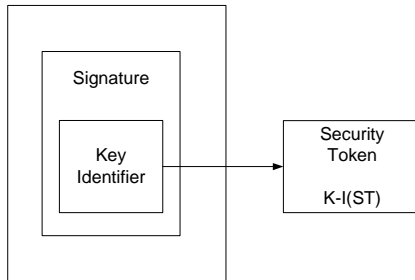 Signature
Key
Identifier
Security
Token
K-I(ST)